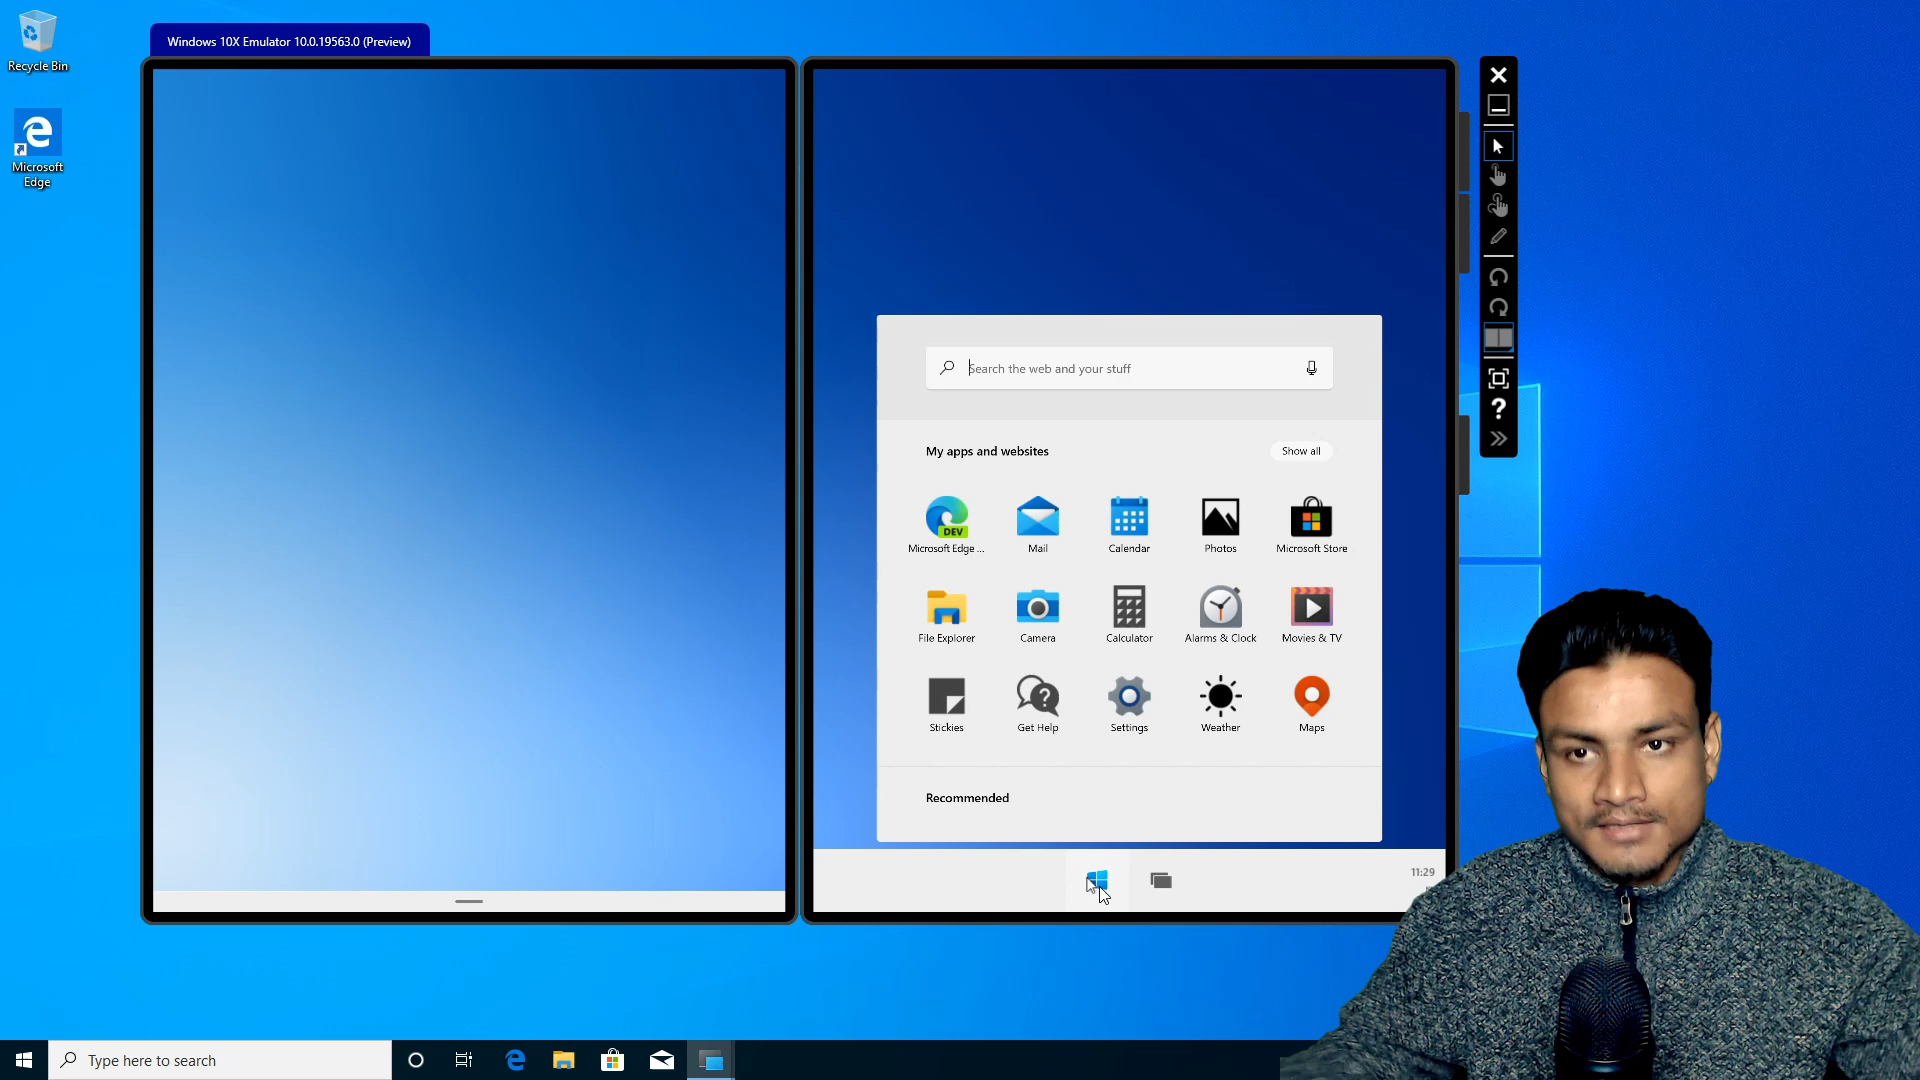 Recycle Bin
Microsoft
Edge
Windows 10X Emulator 10.0.19563.0 (Preview)
?
Search the web and your stuff
My apps and websites
Show all
DEV
Microsoft Edge ...
Mail
Calendar
Photos
Microsoft Store
File Explorer
Camera
Calculator
Alarms & Clock
Movies & TV
Stickies
Get Help
Settings
Weather
Maps
Recommended
11:29
Type here to search